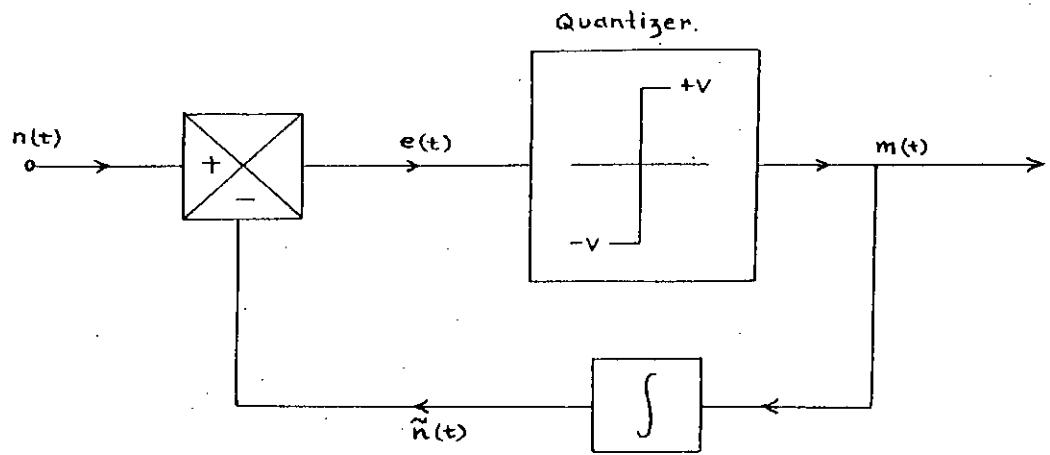 Quantizer.
+V
-V
n(t)
+
-
e(t)
m(t)
∫
ñ(t)